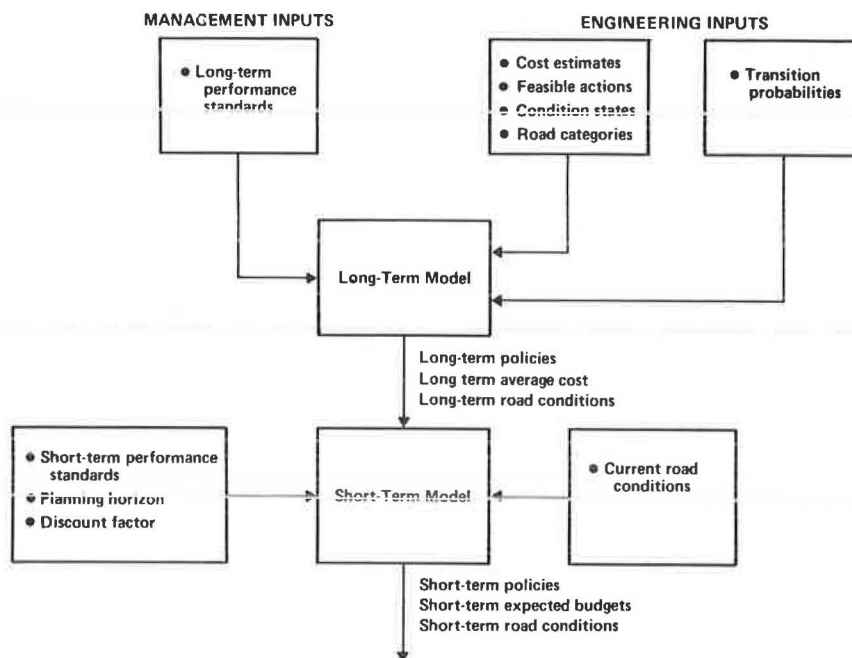 MANAGEMENT INPUTS
ENGINEERING INPUTS
• Long-term
performance
standards
• Cost estimates
• Feasible actions
• Condition states
• Road categories
• Transition
probabilities
Long-Term Model
Long-term policies
Long term average cost
Long-term road conditions
• Short-term performance
standards
• Planning horizon
• Discount factor
Short-Term Model
• Current road
conditions
Short-term policies
Short-term expected budgets
Short-term road conditions